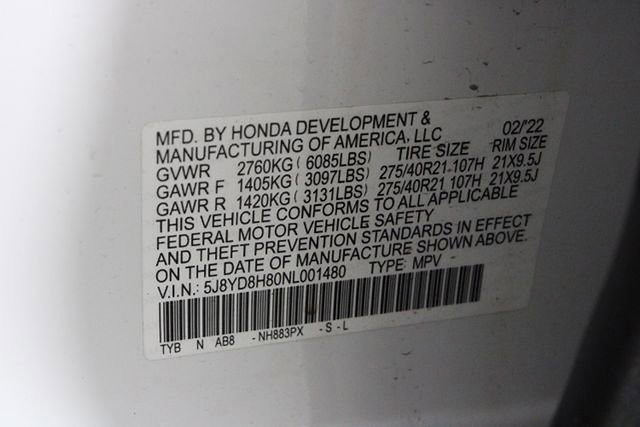 MFD. BY HONDA DEVELOPMENT &
MANUFACTURING OF AMERICA, LLC 02/'22
GVWR 2760KG ( 6085LBS) TIRE SIZE RIM SIZE
GAWR F 1405KG ( 3097LBS) 275/40R21 107H 21X9.5J
GAWR R 1420KG ( 3131LBS) 275/40R21 107H 21X9.5J
THIS VEHICLE CONFORMS TO ALL APPLICABLE
FEDERAL MOTOR VEHICLE SAFETY
AND THEFT PREVENTION STANDARDS IN EFFECT
ON THE DATE OF MANUFACTURE SHOWN ABOVE.
V.I.N.: 5J8YD8H80NL001480 TYPE: MPV -
TYB N AB8 - NH883PX - S - L